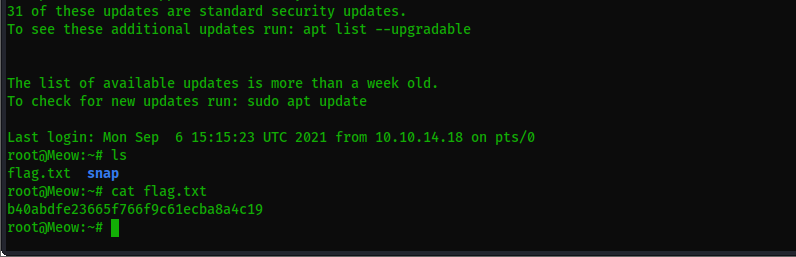 31 of these updates are standard security updates.
To see these additional updates run: apt list --upgradable
The list of available updates is more than a week old.
To check for new updates run: sudo apt update
Last login: Mon Sep  6 15:15:23 UTC 2021 from 10.10.14.18 on pts/0
root@Meow:~# ls
flag.txt  snap
root@Meow:~# cat flag.txt
b40abdfe23665f766f9c61ecba8a4c19
root@Meow:~#